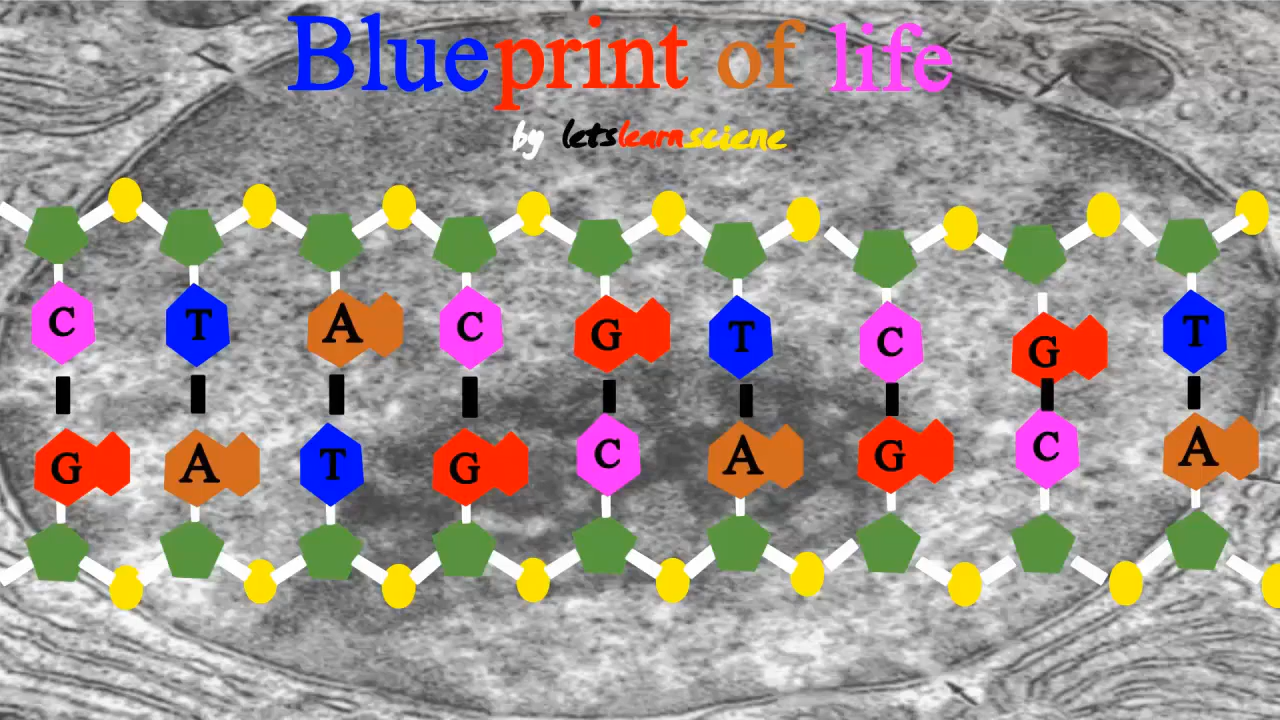 Blueprint of life
by letslearnsciene
C T A C G T C G T
G A T G C A G C A